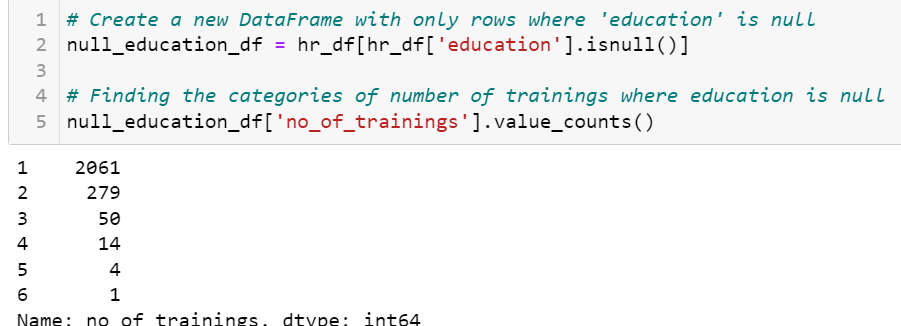 1 # Create a new DataFrame with only rows where 'education' is null
2 null_education_df = hr_df[hr_df['education'].isnull()]
3
4 # Finding the categories of number of trainings where education is null
5 null_education_df['no_of_trainings'].value_counts()
1 2061
2 279
3 50
4 14
5 4
6 1
Name: no_of_trainings, dtype: int64